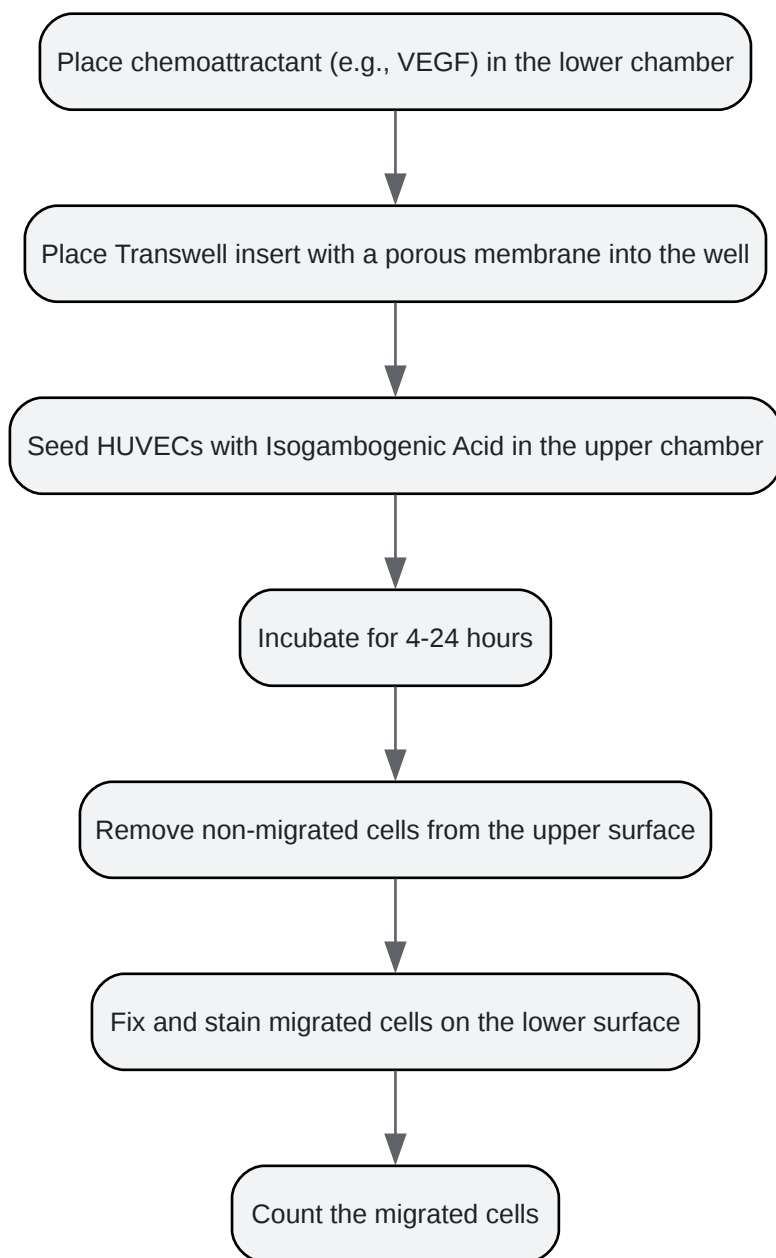 Place chemoattractant (e.g., VEGF) in the lower chamber
Place Transwell insert with a porous membrane into the well
Seed HUVECs with Isogambogenic Acid in the upper chamber
Incubate for 4-24 hours
Remove non-migrated cells from the upper surface
Fix and stain migrated cells on the lower surface
Count the migrated cells